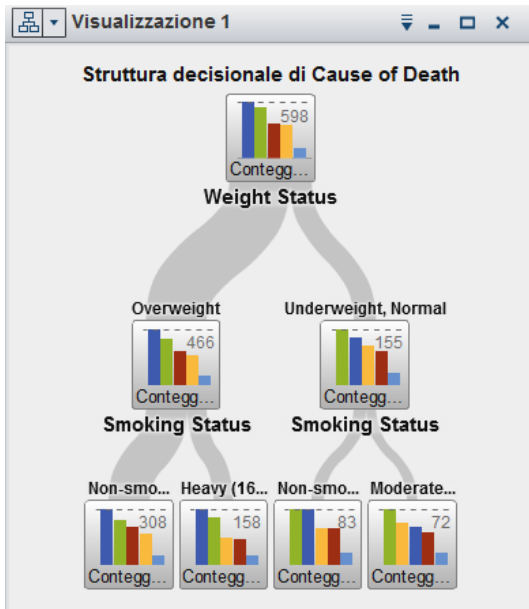 Visualizzazione 1
Struttura decisionale di Cause of Death
598
Contegg...
Weight Status
Overweight
Underweight, Normal
466
155
Contegg...
Contegg...
Smoking Status
Smoking Status
Non-smo...
Heavy (16...
Non-smo...
Moderate...
308
158
83
72
Contegg...
Contegg...
Contegg...
Contegg...